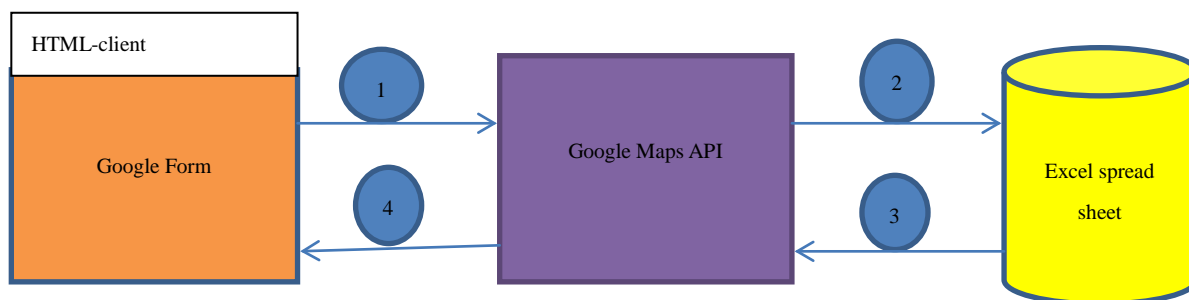 HTML-client
1
2
Google Form
Google Maps API
Excel spread
sheet
4
3